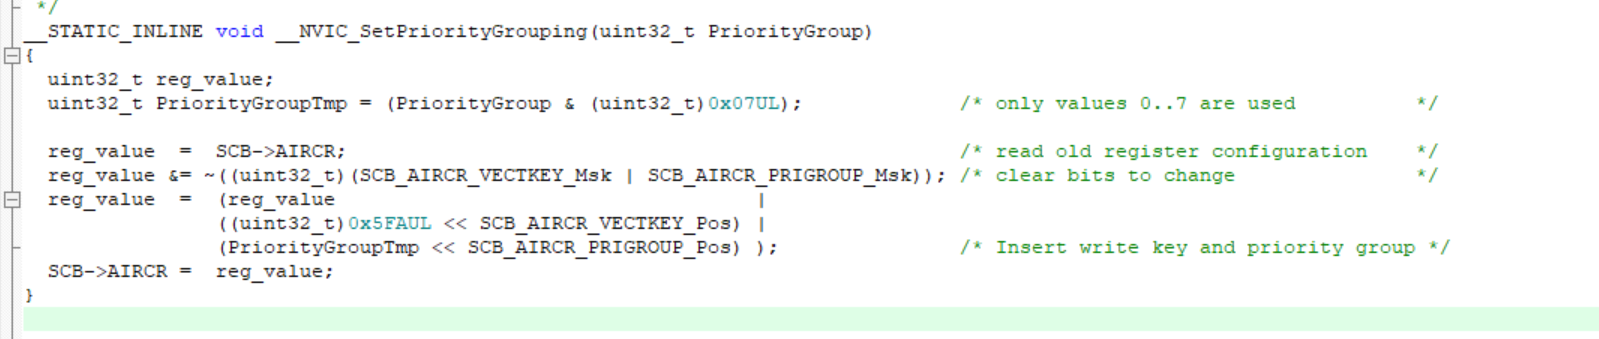 */
__STATIC_INLINE void __NVIC_SetPriorityGrouping(uint32_t PriorityGroup)
{
  uint32_t reg_value;
  uint32_t PriorityGroupTmp = (PriorityGroup & (uint32_t)0x07UL);             /* only values 0..7 are used          */

  reg_value  =  SCB->AIRCR;                                                   /* read old register configuration    */
  reg_value &= ~((uint32_t)(SCB_AIRCR_VECTKEY_Msk | SCB_AIRCR_PRIGROUP_Msk)); /* clear bits to change               */
  reg_value  =  (reg_value                                   |
                ((uint32_t)0x5FAUL << SCB_AIRCR_VECTKEY_Pos) |
                (PriorityGroupTmp << SCB_AIRCR_PRIGROUP_Pos) );               /* Insert write key and priority group */
  SCB->AIRCR =  reg_value;
}